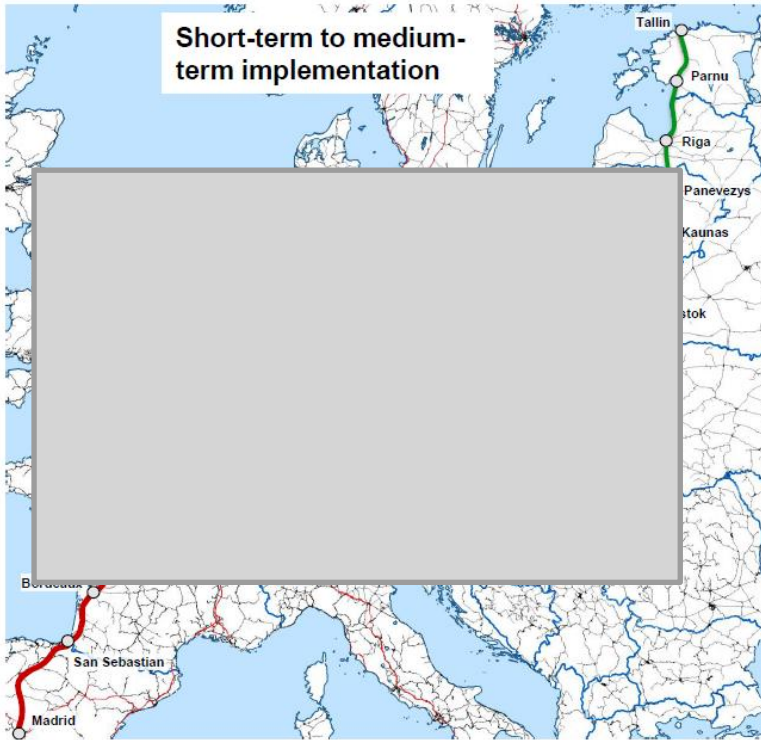 Short-term to medium-
term implementation
Tallin
Parnu
Riga
Panevezys
Kaunas
stok
Bordeaux
San Sebastian
Madrid